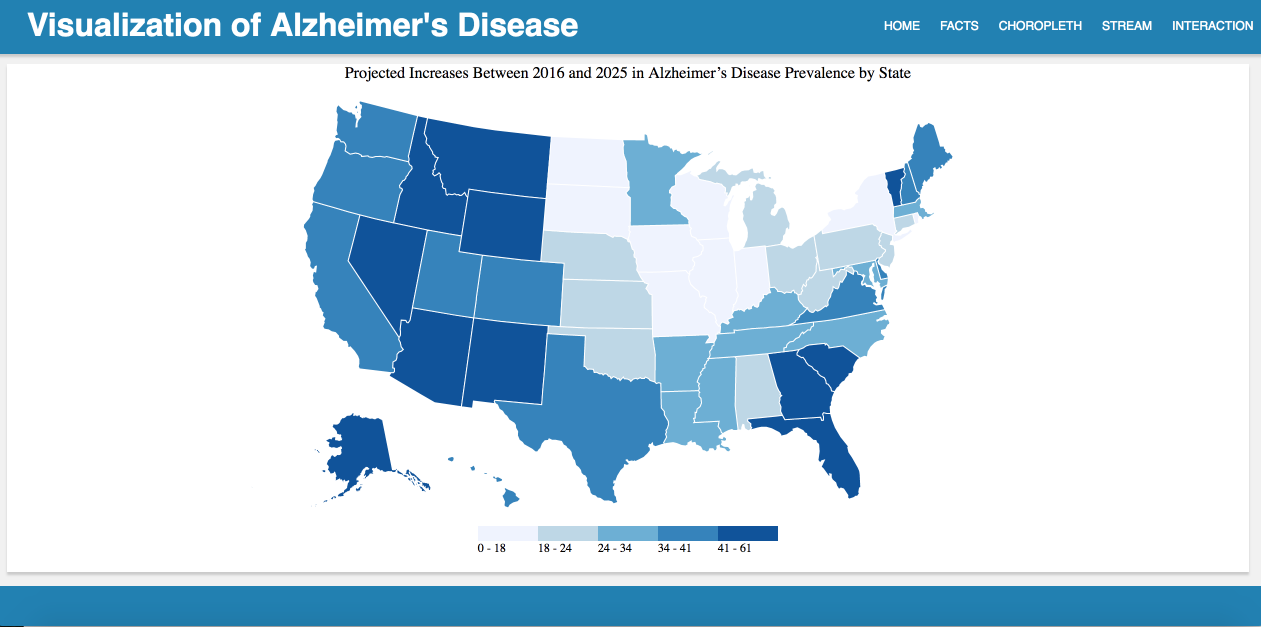 Visualization of Alzheimer's Disease
HOME FACTS CHOROPLETH STREAM INTERACTION
Projected Increases Between 2016 and 2025 in Alzheimer’s Disease Prevalence by State
0 - 18 18 - 24 24 - 34 34 - 41 41 - 61